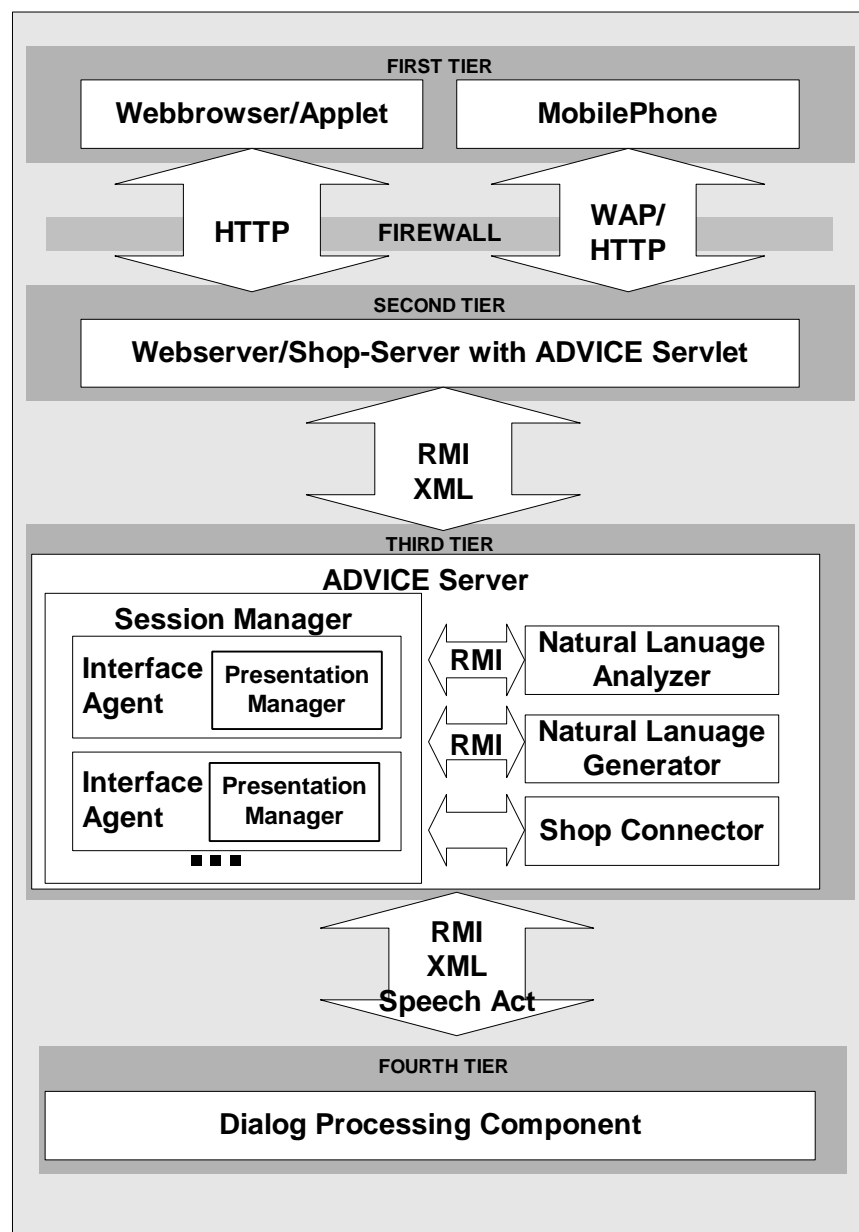 FIRST TIER
Webbrowser/Applet
MobilePhone
HTTP
FIREWALL
WAP/
HTTP
SECOND TIER
Webserver/Shop-Server with ADVICE Servlet
RMI
XML
THIRD TIER
ADVICE Server
Session Manager
Interface
Agent
Presentation
Manager
Interface
Agent
Presentation
Manager
RMI
Natural Lanuage
Analyzer
RMI
Natural Lanuage
Generator
Shop Connector
RMI
XML
Speech Act
FOURTH TIER
Dialog Processing Component